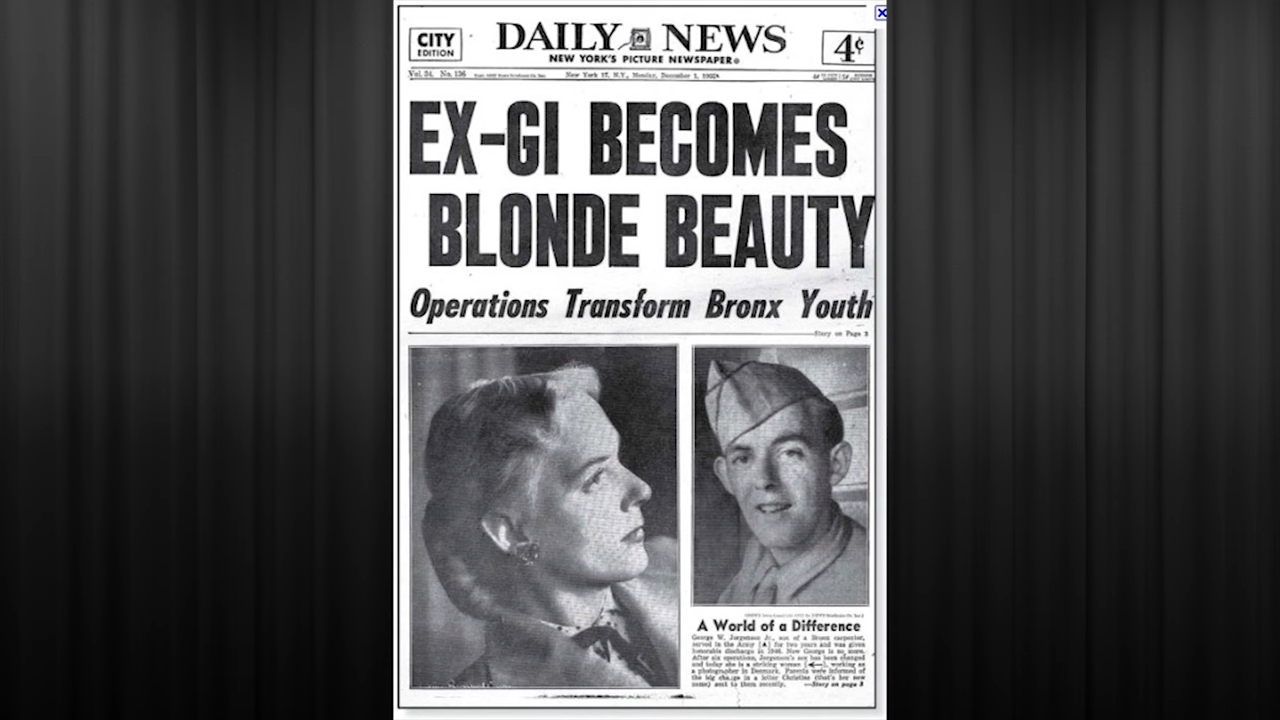 CITY
EDITION
DAILY NEWS
NEW YORK'S PICTURE NEWSPAPER
4¢
Vol. 34. No. 136
New York 17, N.Y., Monday, December 1, 1952
EX-GI BECOMES
BLONDE BEAUTY
Operations Transform Bronx Youth
Story on Page 3
A World of a Difference
George W. Jorgensen Jr., son of a Bronx carpenter,
served in the Army (▲) for two years and was given
honorable discharge in 1946. Now George is no more.
After six operations, Jorgensen's sex has been changed
and today she is a striking woman (←), working as
a photographer in Denmark. Parents were informed of
the big change in a letter Christine (that's her new
name) sent to them recently. —Story on page 3